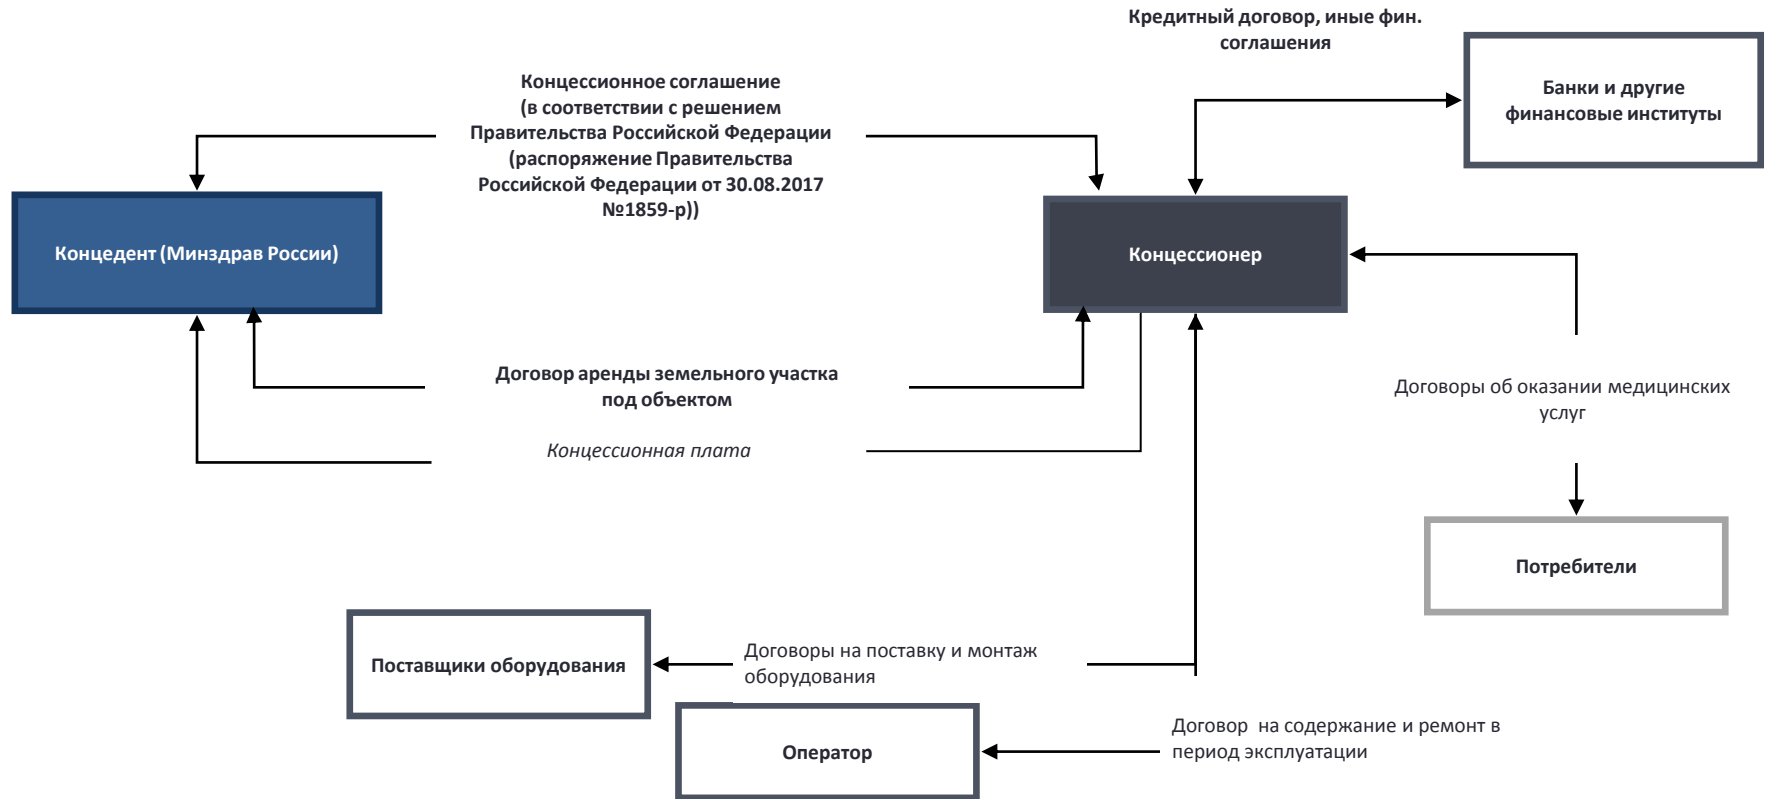 Кредитный договор, иные фин.
соглашения
Банки и другие
финансовые институты
Концессионное соглашение
(в соответствии с решением
Правительства Российской Федерации
(распоряжение Правительства
Российской Федерации от 30.08.2017
№1859-р))
Концедент (Минздрав России)
Концессионер
Договор аренды земельного участка
под объектом
Концессионная плата
Договоры об оказании медицинских
услуг
Потребители
Поставщики оборудования
Договоры на поставку и монтаж
оборудования
Оператор
Договор  на содержание и ремонт в
период эксплуатации